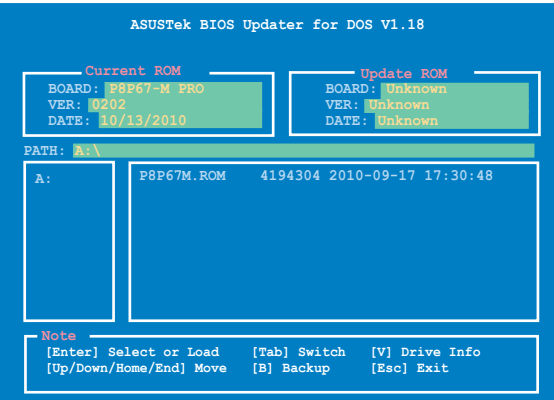 ASUSTek BIOS Updater for DOS V1.18
Current ROM
BOARD: P8P67-M PRO
VER: 0202
DATE: 10/13/2010
Update ROM
BOARD: Unknown
VER: Unknown
DATE: Unknown
PATH: A:\
A:
P8P67M.ROM 4194304 2010-09-17 17:30:48
Note
[Enter] Select or Load [Tab] Switch [V] Drive Info
[Up/Down/Home/End] Move [B] Backup [Esc] Exit